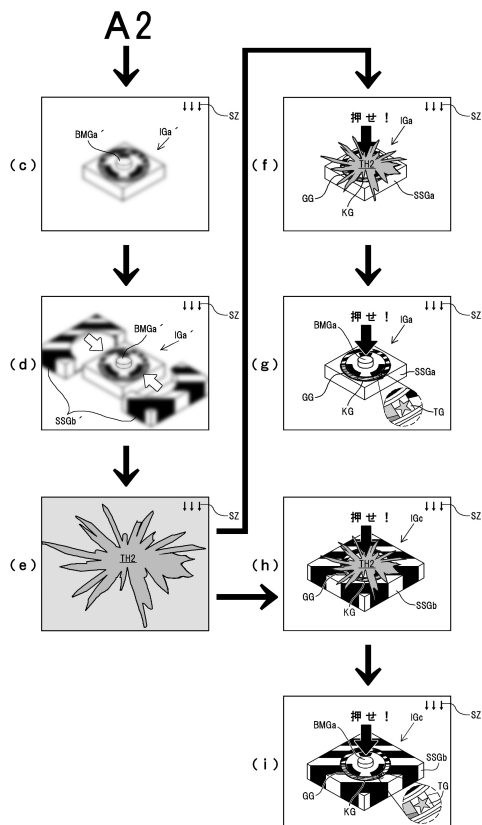 A2
(c)
BMGa´
IGa´
SZ
(d)
BMGa´
IGa´
SZ
SSGb´
(e)
TH2
SZ
(f)
押せ!
IGa
SZ
TH2
GG
KG
SSGa
(g)
押せ!
BMGa
IGa
SZ
SSGa
GG
KG
TG
(h)
押せ!
IGc
SZ
TH2
GG
KG
SSGb
(i)
押せ!
BMGa
IGc
SZ
SSGb
GG
KG
TG